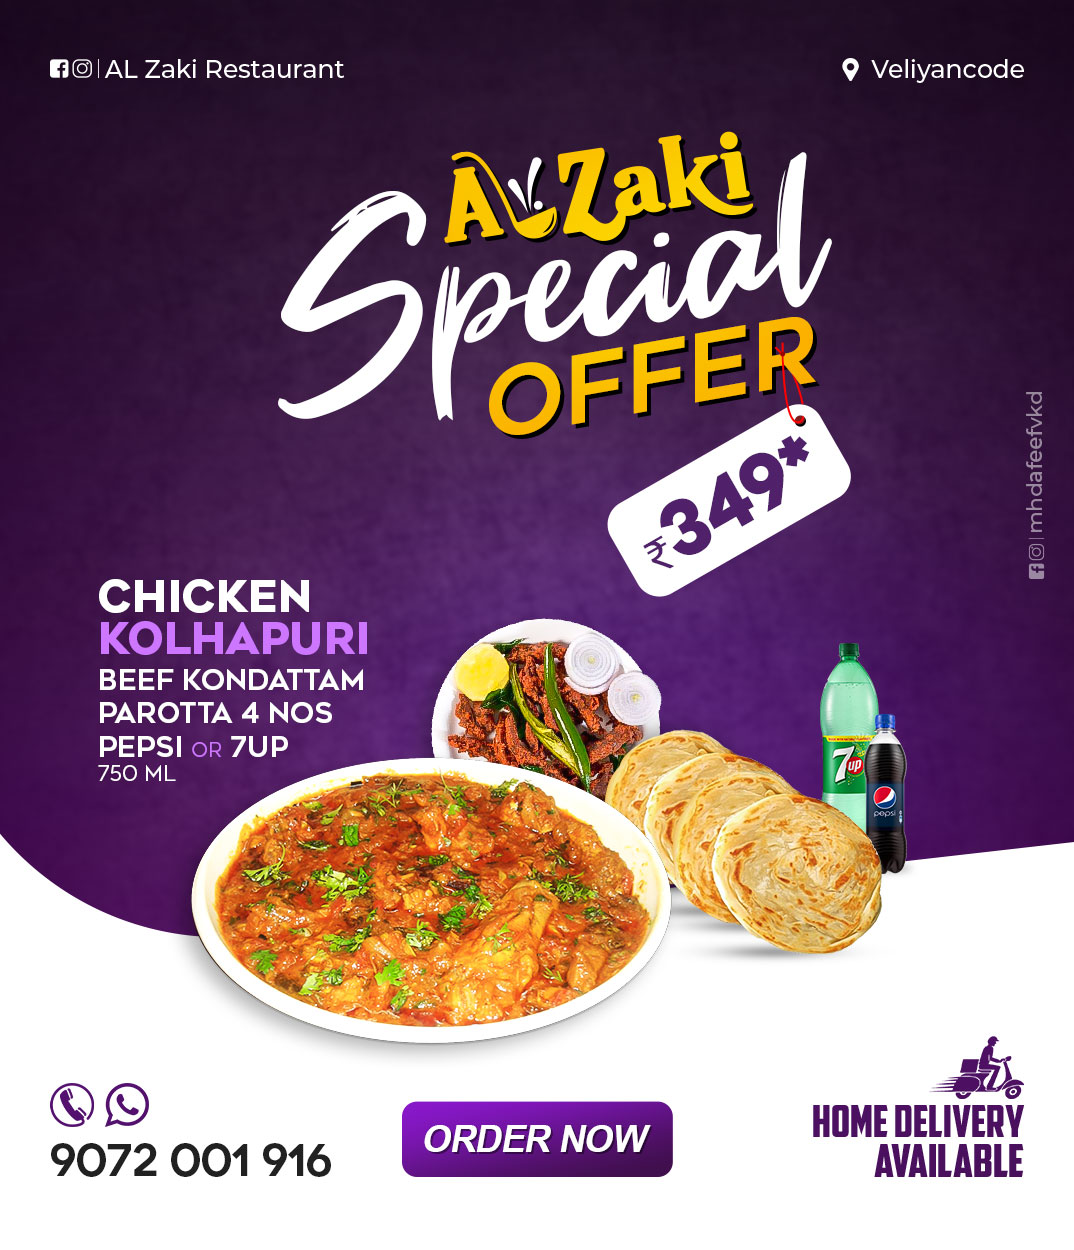 AL Zaki Restaurant
Veliyancode
AL Zaki
Special
OFFER
₹349*
mhdafeefvkd
CHICKEN
KOLHAPURI
BEEF KONDATTAM
PAROTTA 4 NOS
PEPSI OR 7UP
750 ML
7up
pepsi
9072 001 916
ORDER NOW
HOME DELIVERY
AVAILABLE